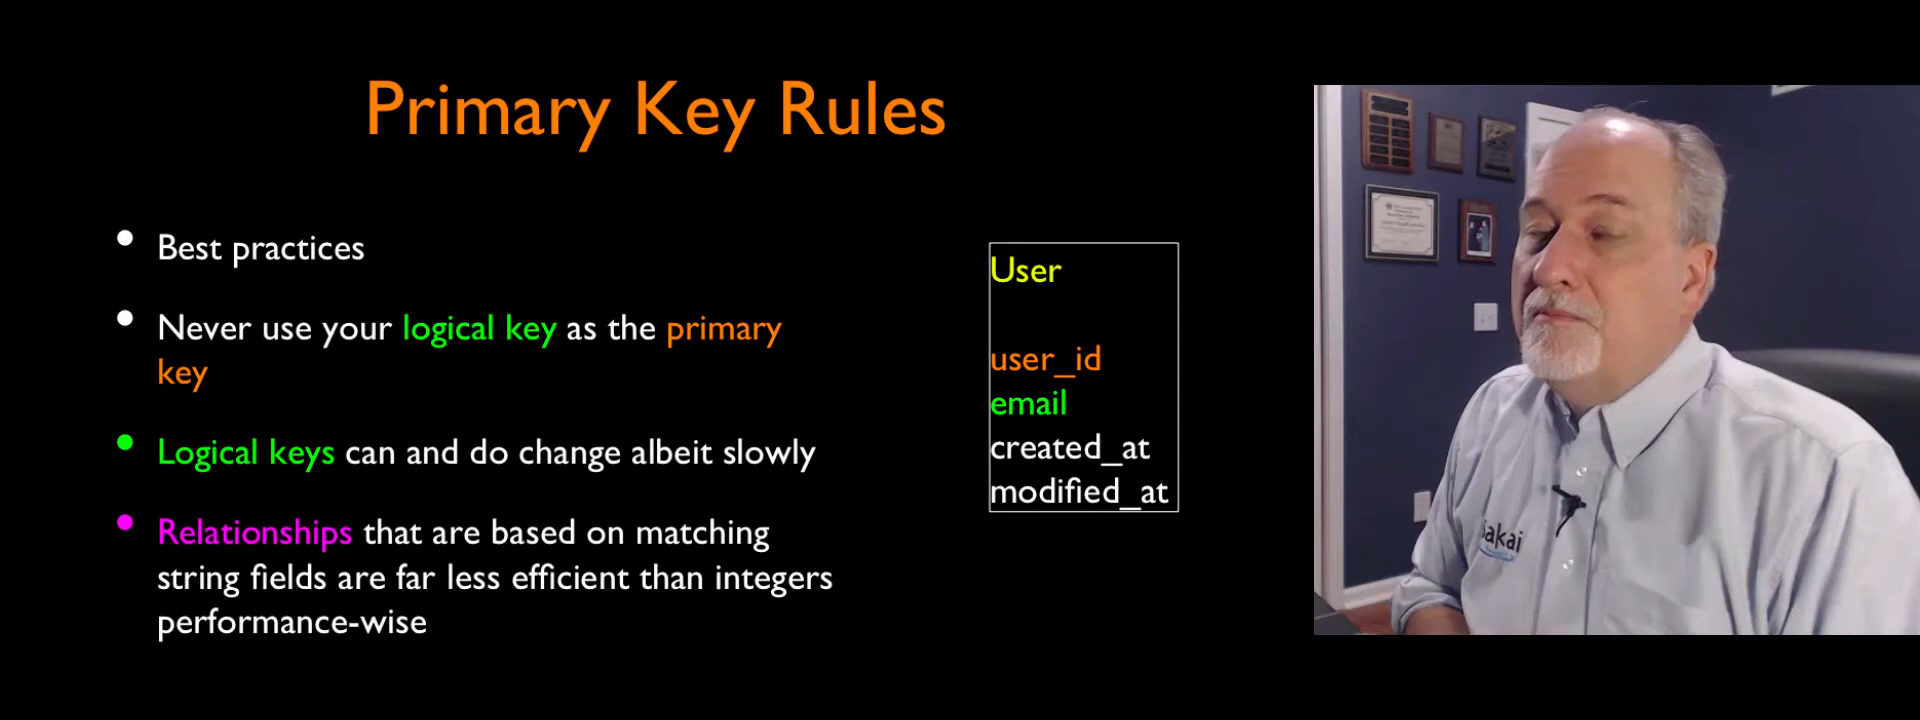 Primary Key Rules
• Best practices
• Never use your logical key as the primary
key
• Logical keys can and do change albeit slowly
• Relationships that are based on matching
string fields are far less efficient than integers
performance-wise
User
user_id
email
created_at
modified_at
sakai